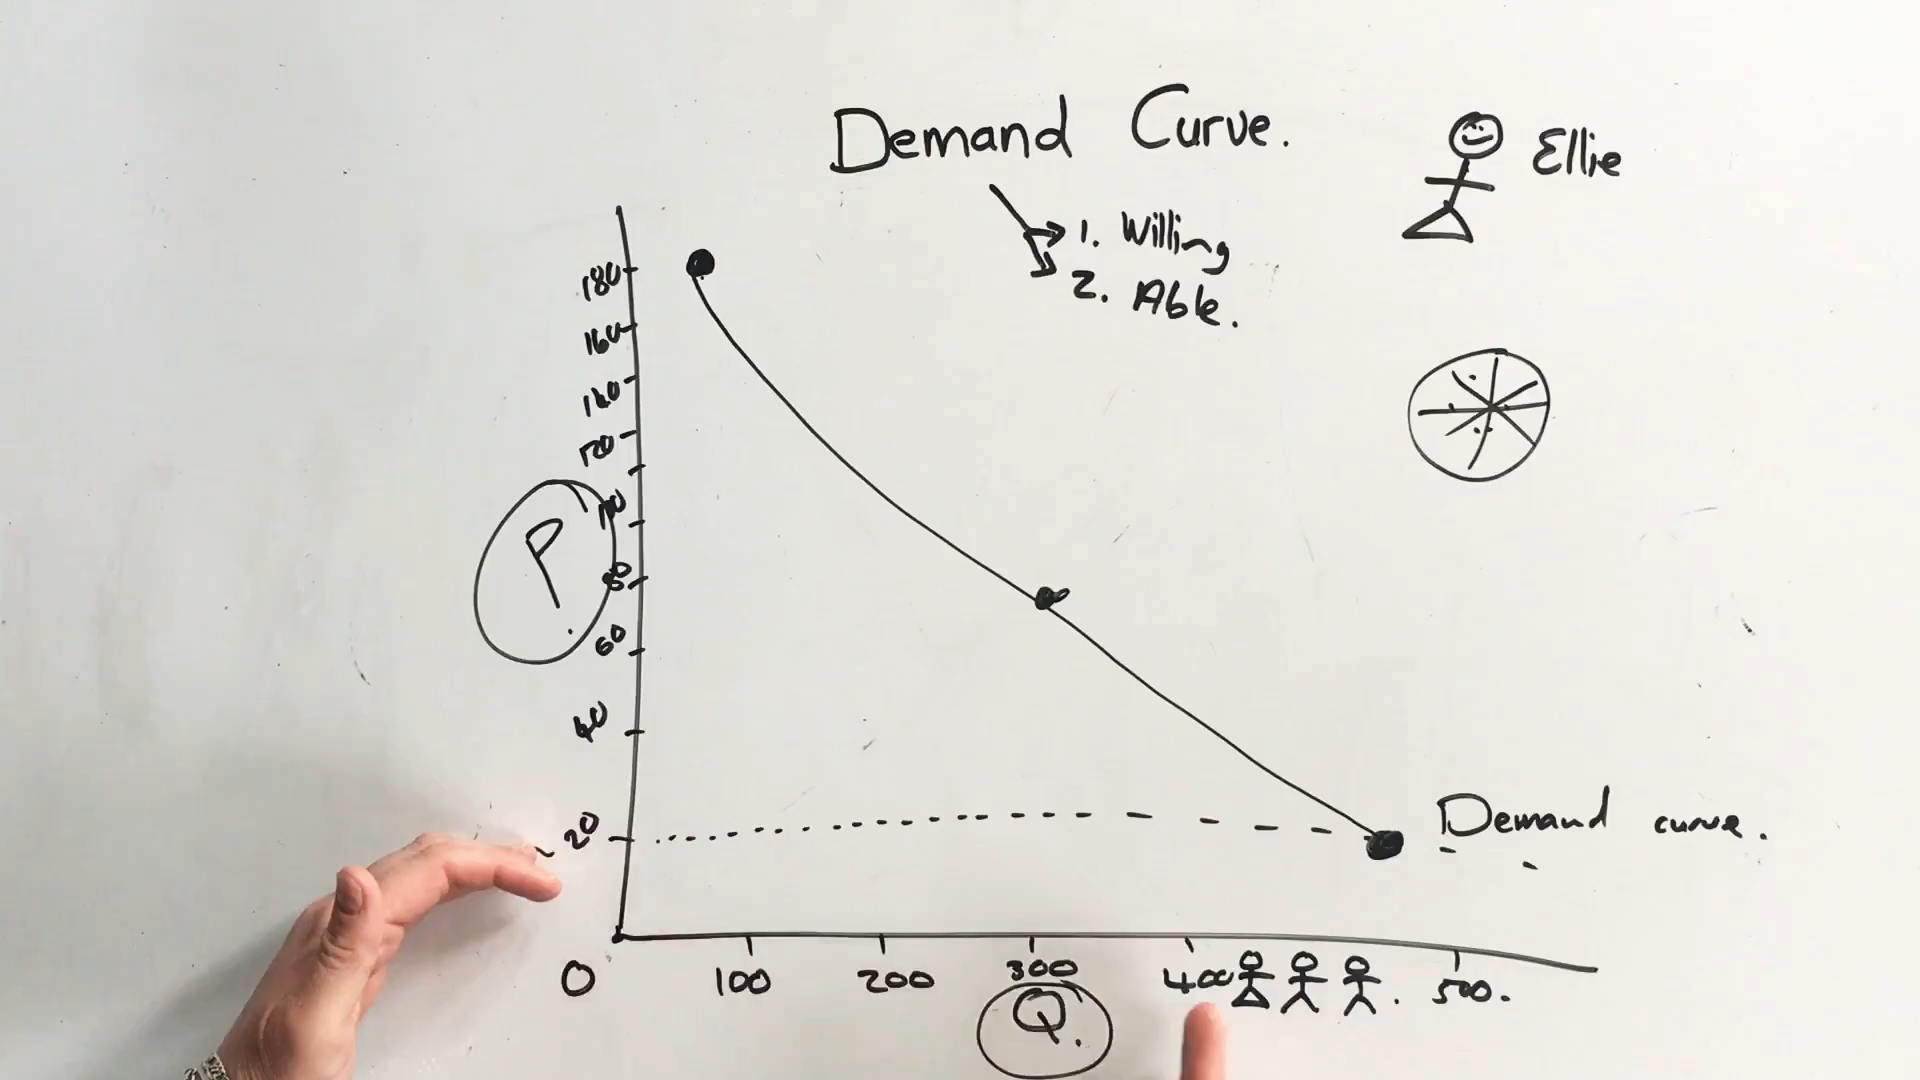 Demand Curve.
Ellie
1. Willing
2. Able.
180
160
140
120
100
P
80
60
40
20
Demand curve.
0
100
200
300
400
500.
Q.